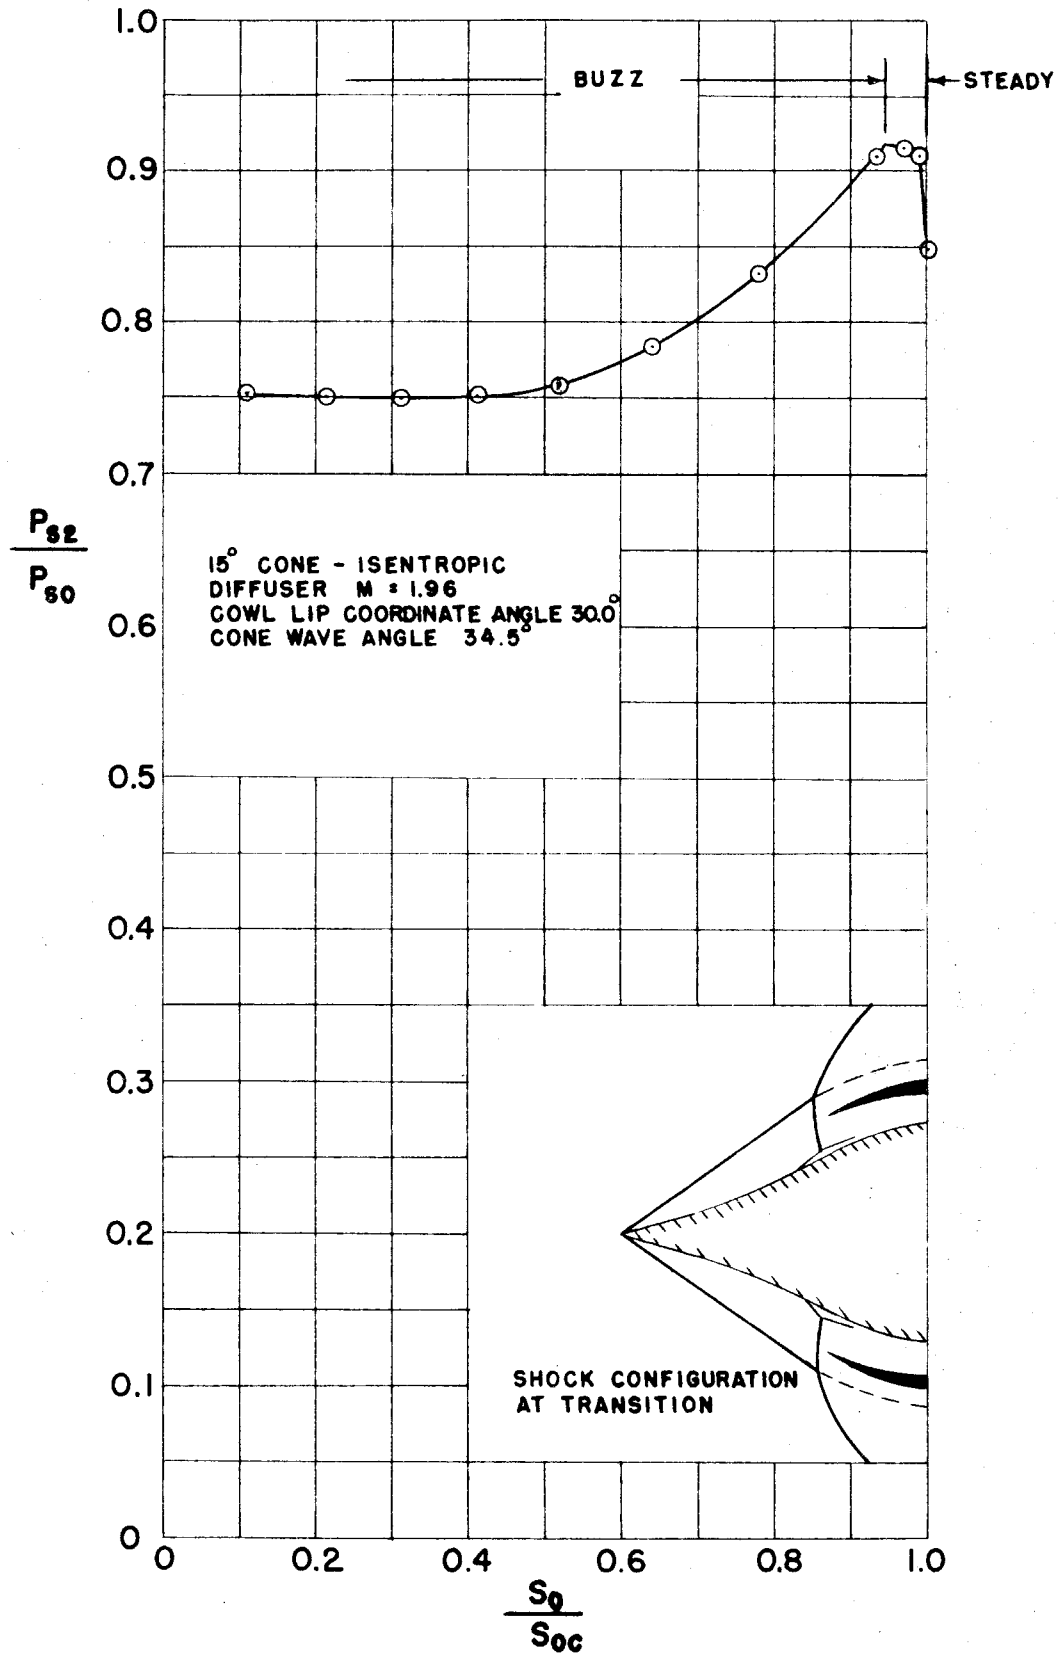 1.0
BUZZ
STEADY
0.9
0.8
0.7
P_S2
P_S0
15° CONE - ISENTROPIC
DIFFUSER M = 1.96
COWL LIP COORDINATE ANGLE 30.0°
CONE WAVE ANGLE 34.5°
0.6
0.5
0.4
0.3
0.2
0.1
SHOCK CONFIGURATION
AT TRANSITION
0
0 0.2 0.4 0.6 0.8 1.0
S_0
S_0C